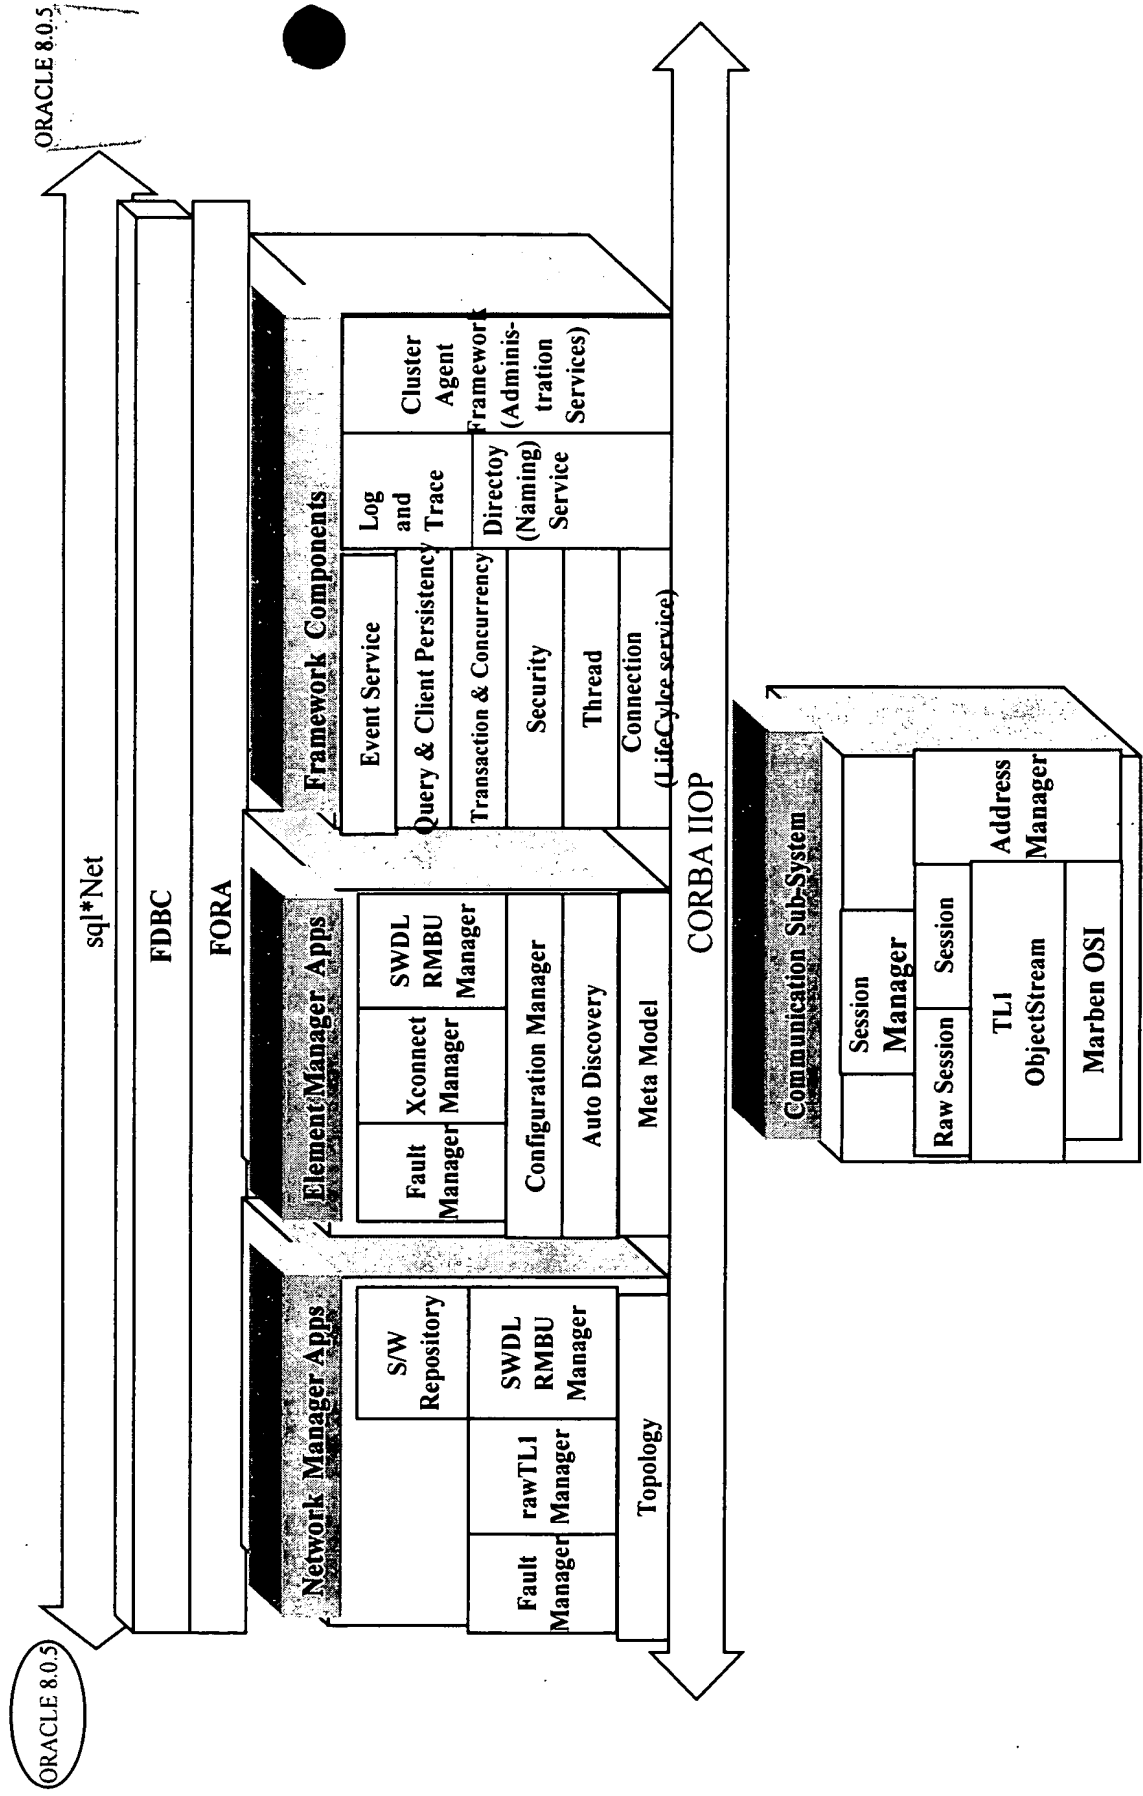 ORACLE 8.0.5
sql*Net
ORACLE 8.0.5
FDBC
FORA
Network Manager Apps
S/W
Repository
Fault
Manager
rawTL1
Manager
SWDL
RMBU
Manager
Topology
Element Manager Apps
Fault
Manager
Xconnect
Manager
SWDL
RMBU
Manager
Configuration Manager
Auto Discovery
Meta Model
Framework Components
Event Service
Query & Client Persistency
Transaction & Concurrency
Security
Thread
Connection
(LifeCylce service)
Log
and
Trace
Directoy
(Naming)
Service
Cluster
Agent
Framework
(Adminis-
tration
Services)
CORBA IIOP
Communication Sub-System
Session
Manager
Raw Session
Session
Address
Manager
TL1
ObjectStream
Marben OSI